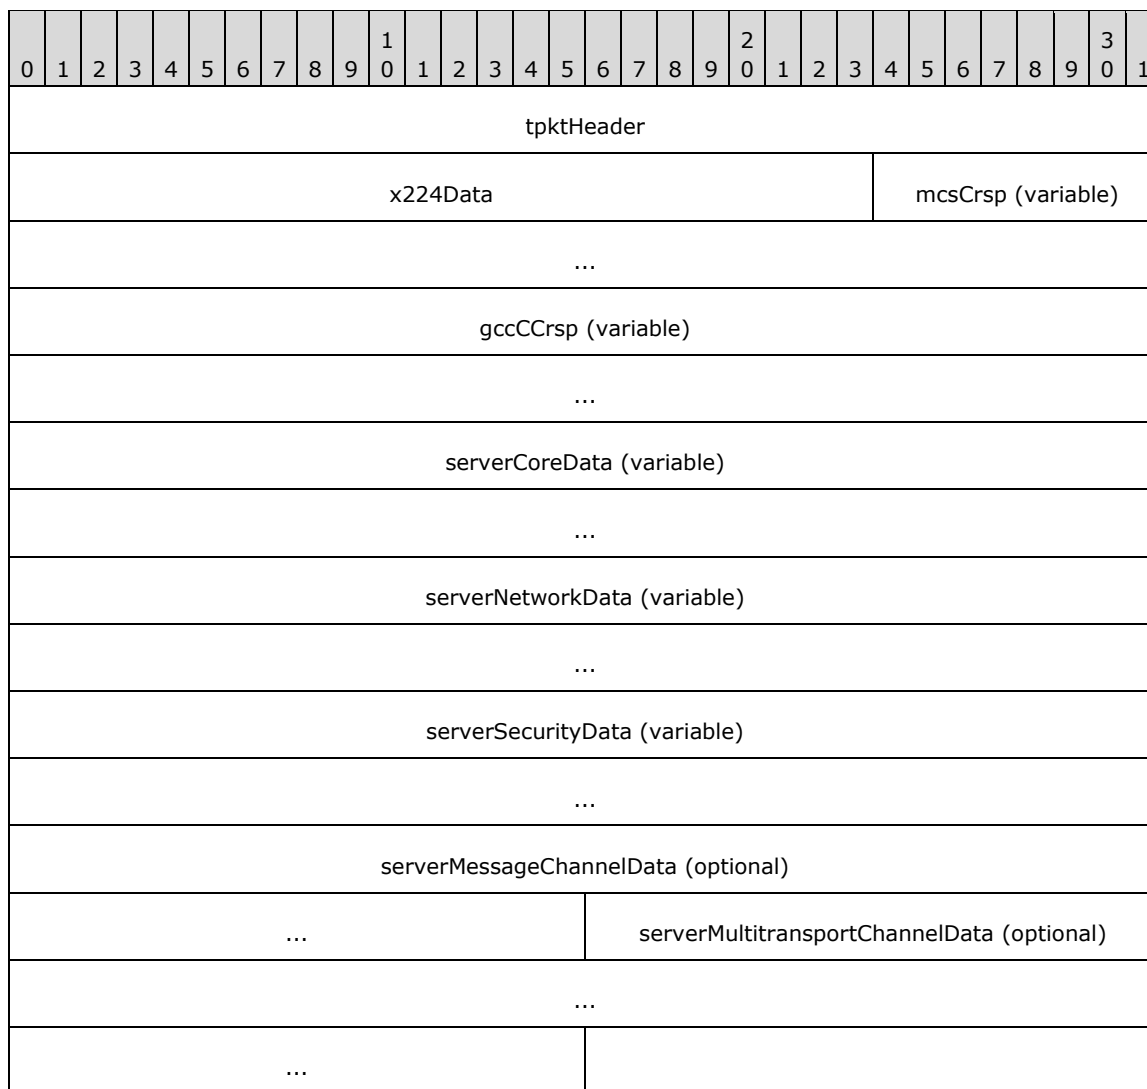 1 2 3
0 1 2 3 4 5 6 7 8 9 0 1 2 3 4 5 6 7 8 9 0 1 2 3 4 5 6 7 8 9 0 1
tpktHeader
x224Data mcsCrsp (variable)
...
gccCCrsp (variable)
...
serverCoreData (variable)
...
serverNetworkData (variable)
...
serverSecurityData (variable)
...
serverMessageChannelData (optional)
... serverMultitransportChannelData (optional)
...
...